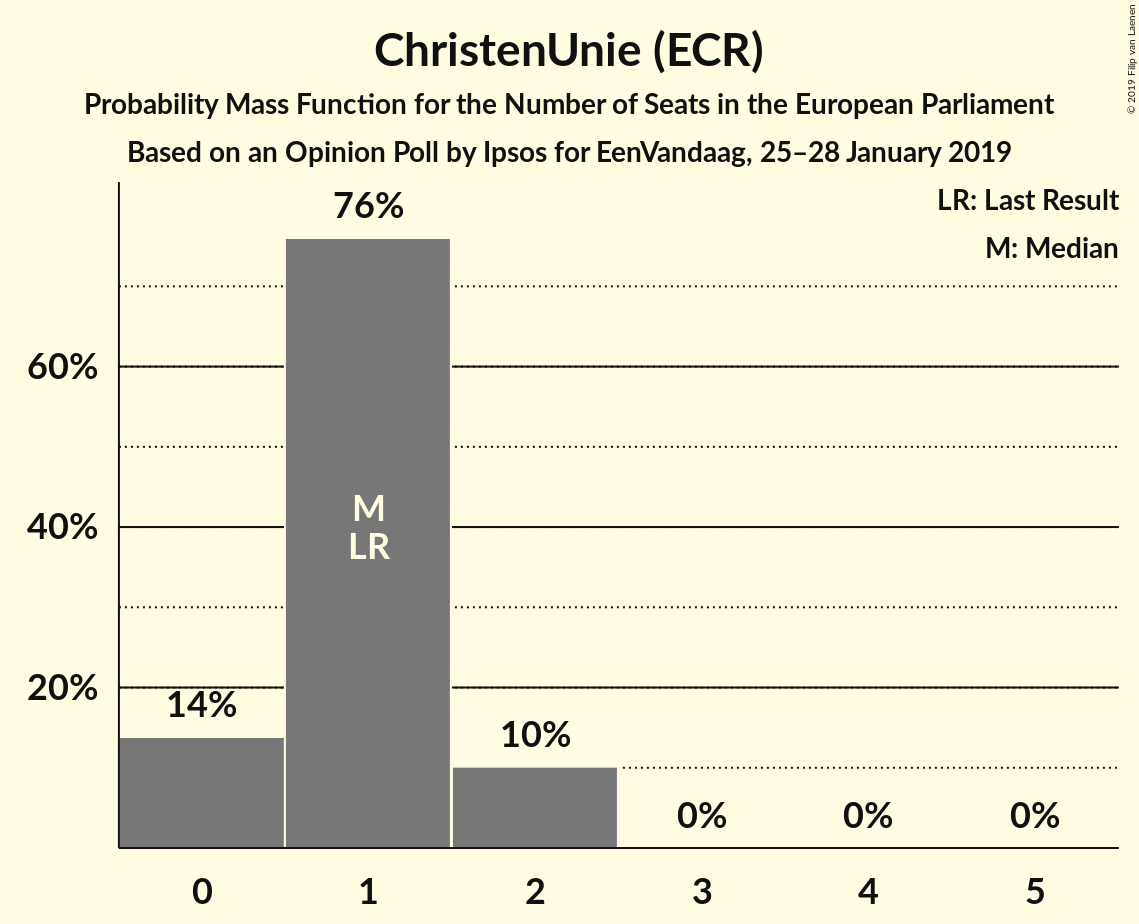 ChristenUnie (ECR)
Probability Mass Function for the Number of Seats in the European Parliament
Based on an Opinion Poll by Ipsos for EenVandaag, 25–28 January 2019
© 2019 Filip van Laenen
LR: Last Result
M: Median
76%
60%
40%
20%
M
LR
14%
10%
0%
0%
0%
0
1
2
3
4
5